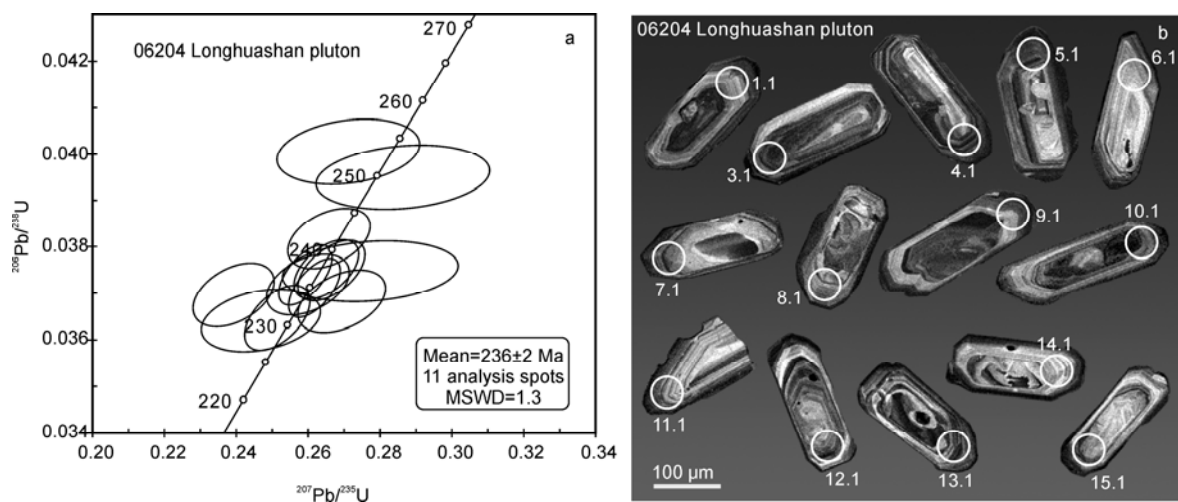 06204 Longhuashan pluton
a
270
260
250
240
230
220
0.042
0.040
0.038
0.036
0.034
²⁰⁶Pb/²³⁸U
Mean=236±2 Ma
11 analysis spots
MSWD=1.3
0.20 0.22 0.24 0.26 0.28 0.30 0.32 0.34
²⁰⁷Pb/²³⁵U
06204 Longhuashan pluton
b
1.1
3.1
4.1
5.1
6.1
7.1
8.1
9.1
10.1
11.1
12.1
13.1
14.1
15.1
100 µm